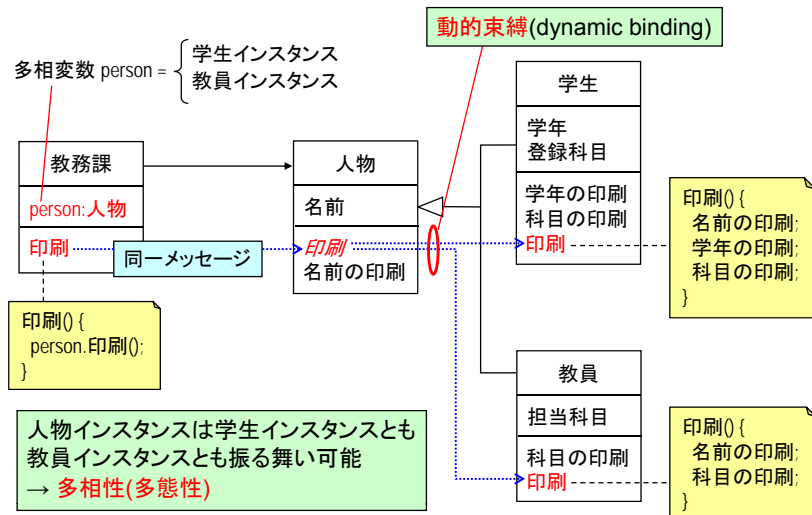 動的束縛(dynamic binding)
多相変数 person =
学生インスタンス
教員インスタンス
教務課
person:人物
印刷
同一メッセージ
印刷() {
person.印刷();
}
人物
名前
印刷
名前の印刷
学生
学年
登録科目
学年の印刷
科目の印刷
印刷
印刷() {
名前の印刷;
学年の印刷;
科目の印刷;
}
教員
担当科目
科目の印刷
印刷
印刷() {
名前の印刷;
科目の印刷;
}
人物インスタンスは学生インスタンスとも
教員インスタンスとも振る舞い可能
→ 多相性(多態性)